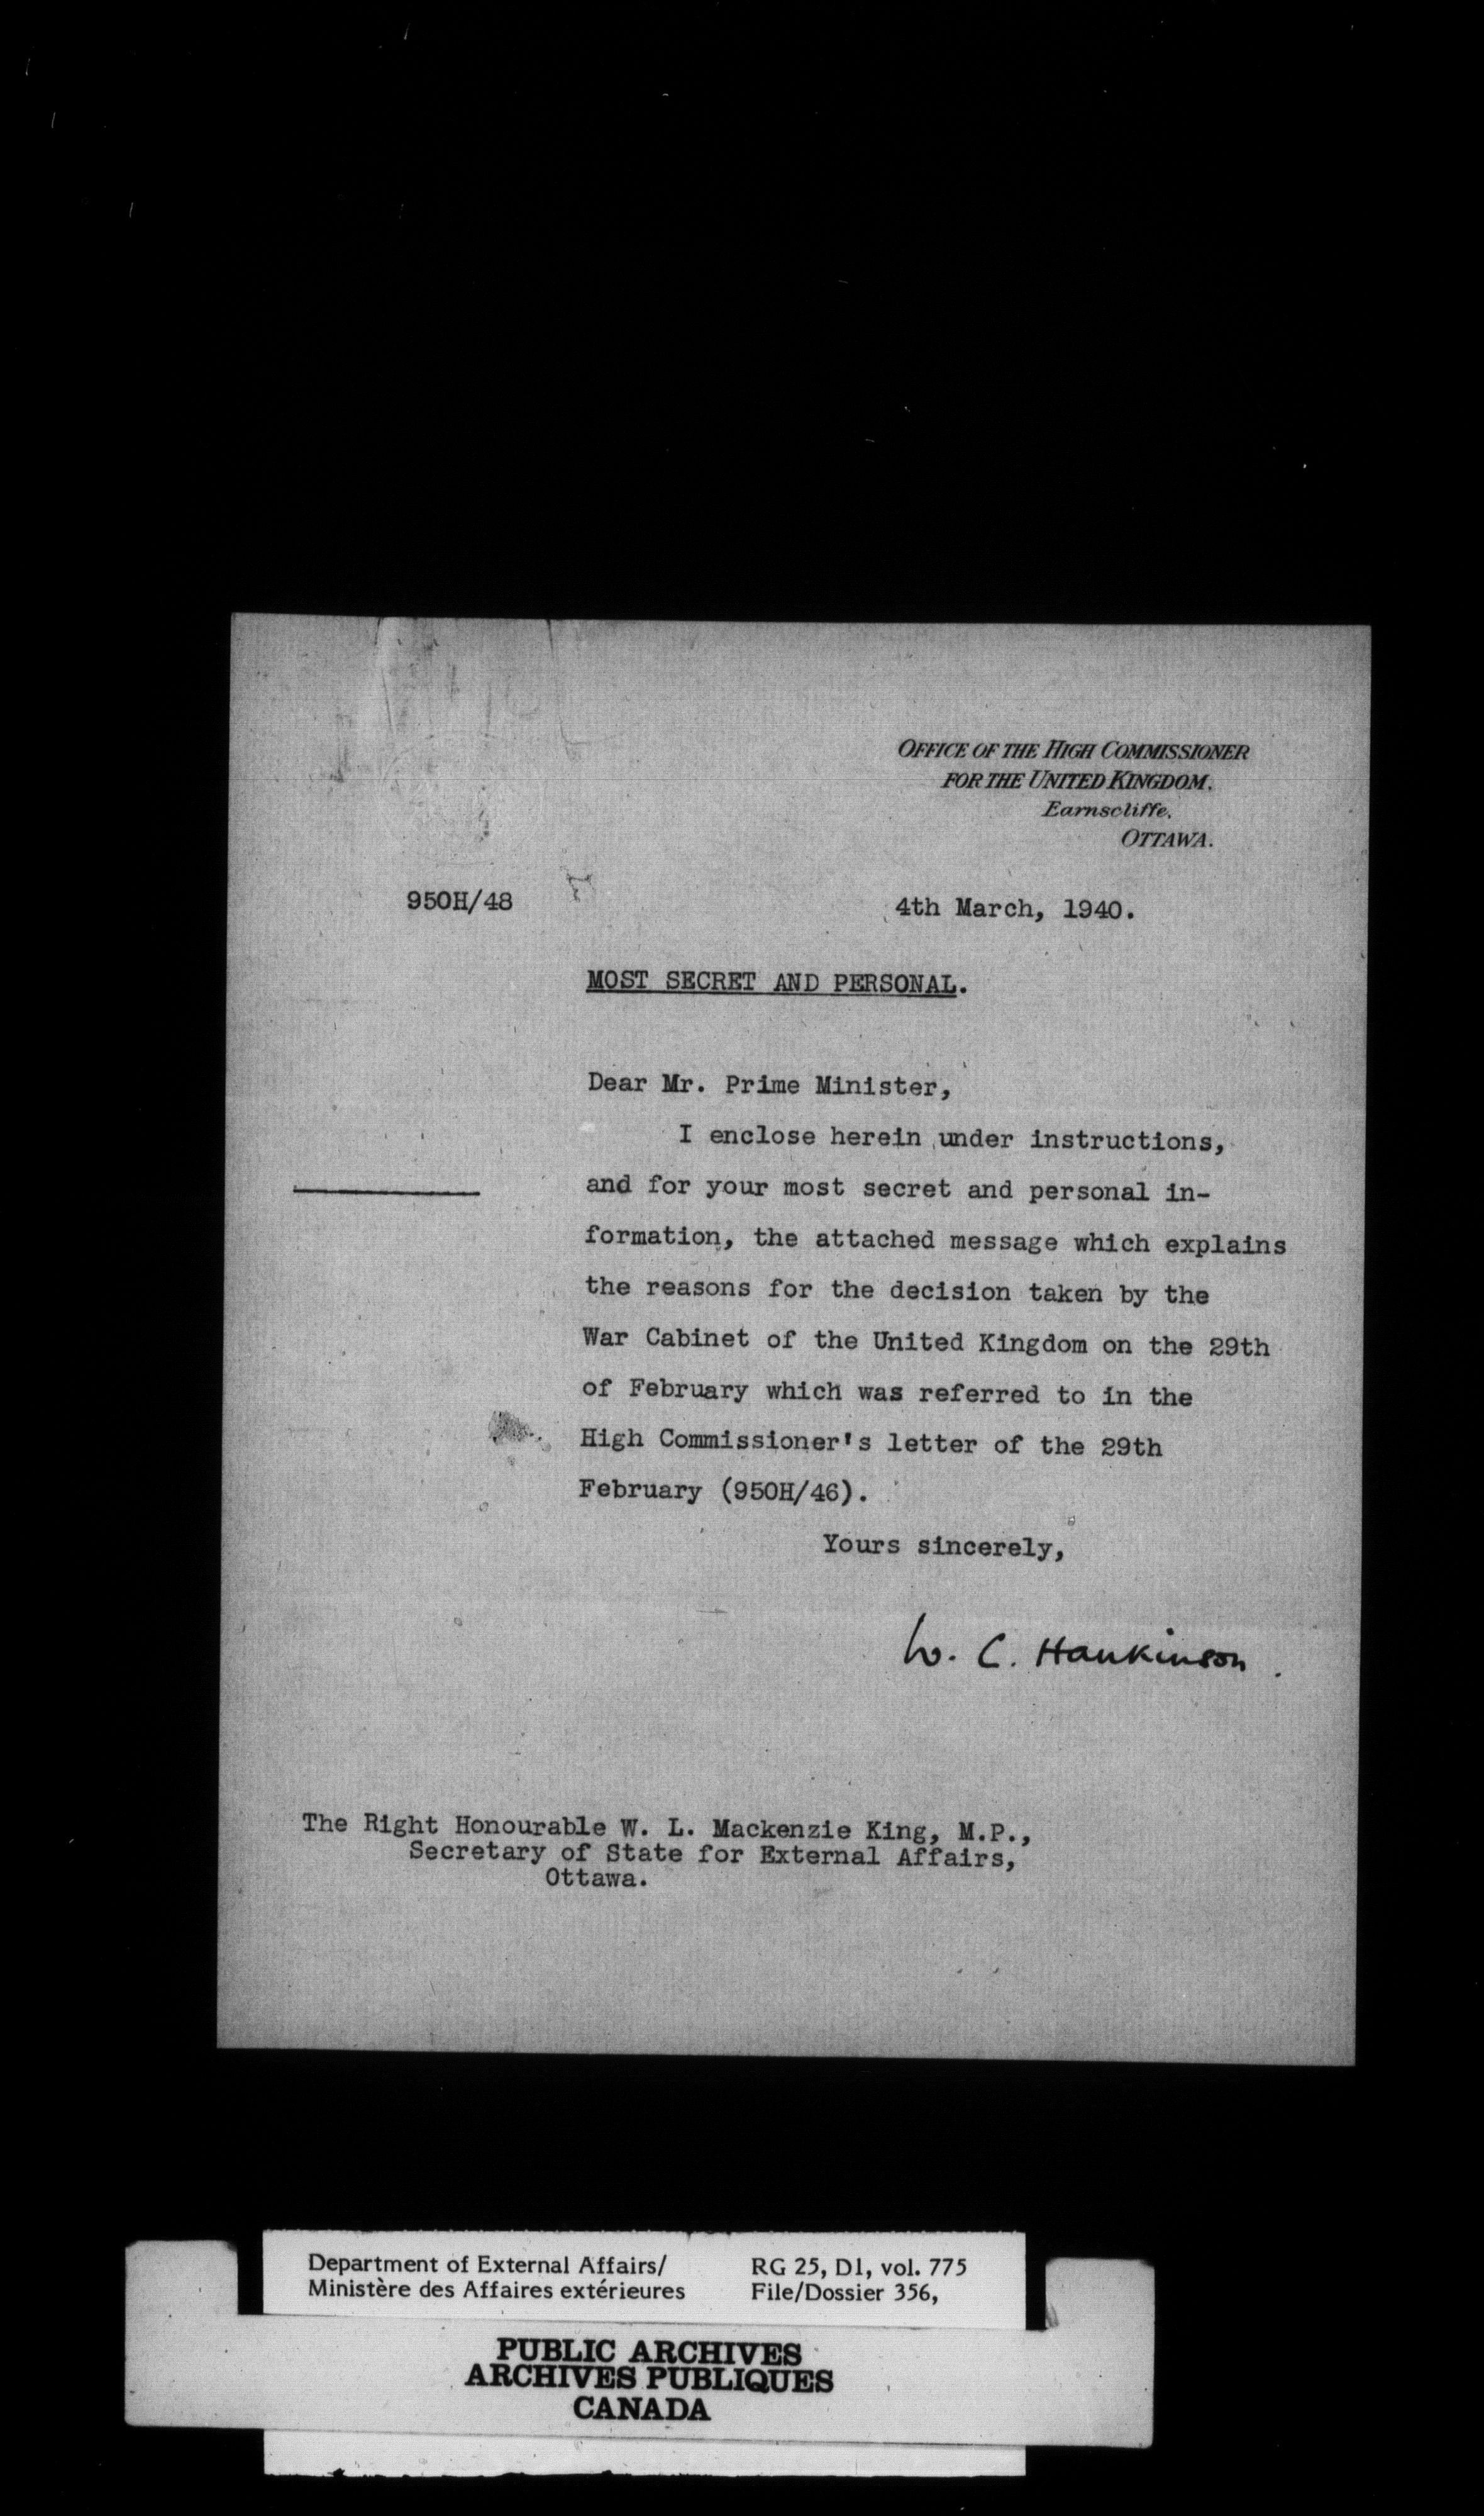 OFFICE OF THE HIGH COMMISSIONER
FOR THE UNITED KINGDOM.
Earnscliffe.
OTTAWA.
950H/48
4th March, 1940.
MOST SECRET AND PERSONAL.
Dear Mr. Prime Minister,
I enclose herein under instructions,
and for your most secret and personal in-
formation, the attached message which explains
the reasons for the decision taken by the
War Cabinet of the United Kingdom on the 29th
of February which was referred to in the
High Commissioner's letter of the 29th
February (950H/46).
Yours sincerely,
W. C. Hankinson.
The Right Honourable W. L. Mackenzie King, M.P.,
Secretary of State for External Affairs,
Ottawa.
Department of External Affairs/
Ministère des Affaires extérieures
RG 25, D1, vol. 775
File/Dossier 356,
PUBLIC ARCHIVES
ARCHIVES PUBLIQUES
CANADA